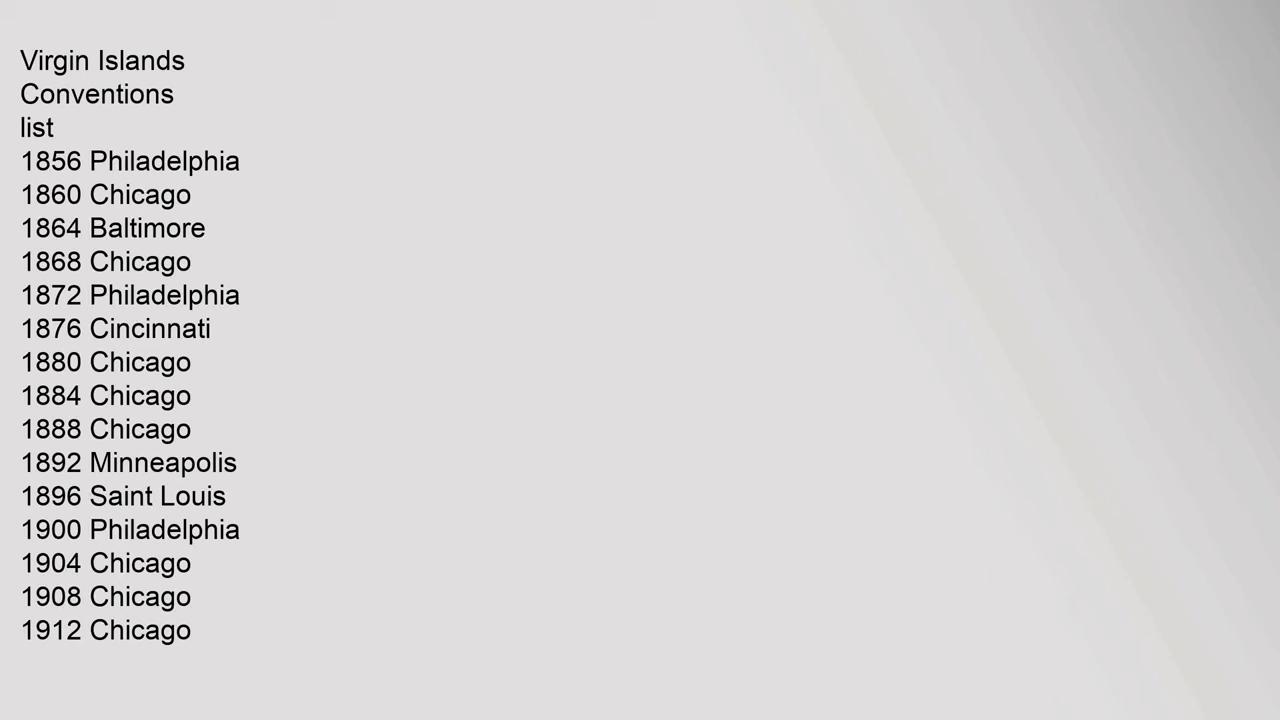 Virgin Islands
Conventions
list
1856 Philadelphia
1860 Chicago
1864 Baltimore
1868 Chicago
1872 Philadelphia
1876 Cincinnati
1880 Chicago
1884 Chicago
1888 Chicago
1892 Minneapolis
1896 Saint Louis
1900 Philadelphia
1904 Chicago
1908 Chicago
1912 Chicago